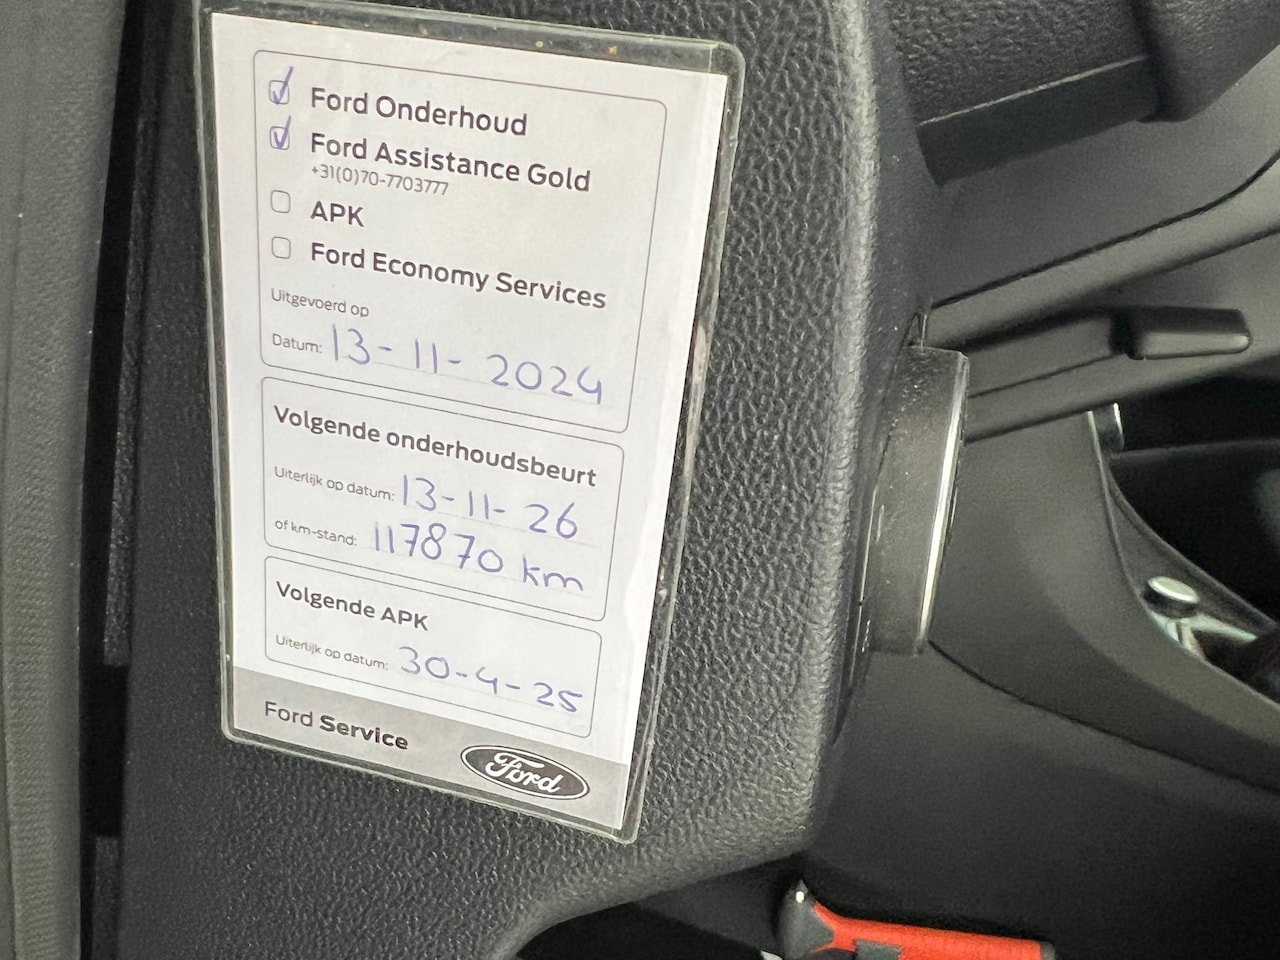 Ford Onderhoud
Ford Assistance Gold
+31(0)70-7703777
APK
Ford Economy Services
Uitgevoerd op
Datum: 13-11-2024
Volgende onderhoudsbeurt
Uiterlijk op datum: 13-11-26
of km-stand: 117870 km
Volgende APK
Uiterlijk op datum: 30-4-25
Ford Service
Ford